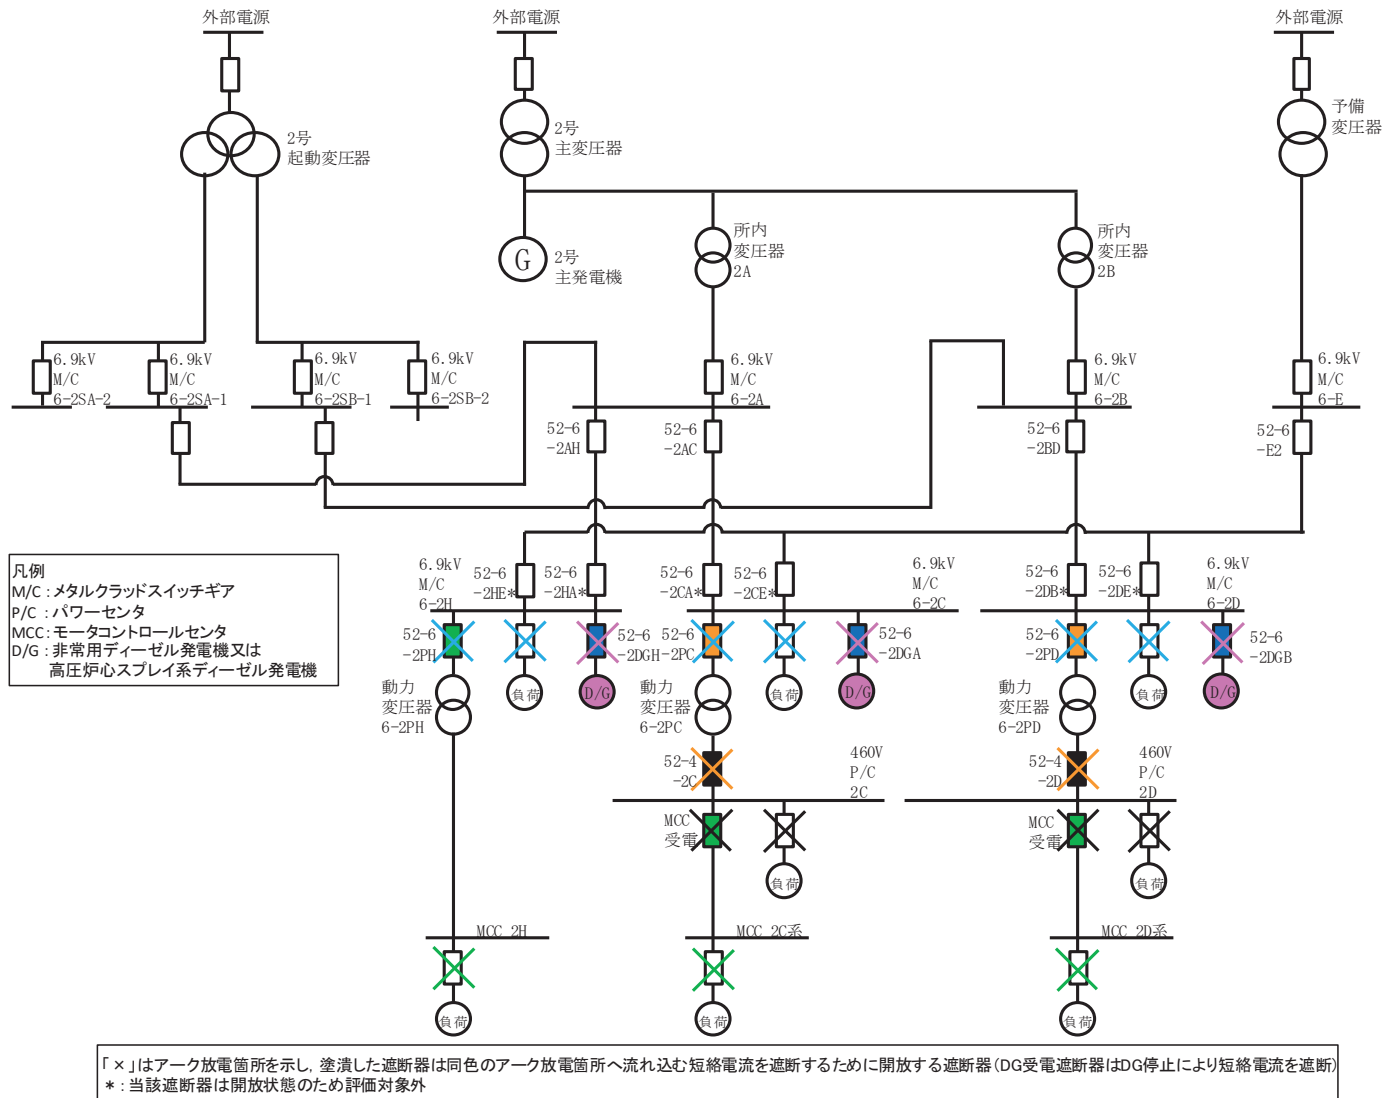 外部電源
外部電源
外部電源
2号
起動変圧器
2号
主変圧器
予備
変圧器
G
2号
主発電機
所内
変圧器
2A
所内
変圧器
2B
6.9kV
M/C
6-2SA-2
6.9kV
M/C
6-2SA-1
6.9kV
M/C
6-2SB-1
6.9kV
M/C
6-2SB-2
6.9kV
M/C
6-2A
6.9kV
M/C
6-2B
6.9kV
M/C
6-E
52-6
-2AH
52-6
-2AC
52-6
-2BD
52-6
-E2
凡例
M/C：メタルクラッドスイッチギア
P/C：パワーセンタ
MCC：モータコントロールセンタ
D/G：非常用ディーゼル発電機又は
高圧炉心スプレイ系ディーゼル発電機
6.9kV
M/C
6-2H
52-6
-2HE*
52-6
-2HA*
52-6
-2CA*
52-6
-2CE*
6.9kV
M/C
6-2C
52-6
-2DB*
52-6
-2DE*
6.9kV
M/C
6-2D
52-6
-2PH
52-6
-2DGH
52-6
-2PC
52-6
-2DGA
52-6
-2PD
52-6
-2DGB
動力
変圧器
6-2PH
負荷
D/G
動力
変圧器
6-2PC
負荷
D/G
動力
変圧器
6-2PD
負荷
D/G
52-4
-2C
460V
P/C
2C
52-4
-2D
460V
P/C
2D
MCC
受電
負荷
MCC
受電
負荷
MCC 2H
MCC 2C系
MCC 2D系
負荷
負荷
負荷
「×」はアーク放電箇所を示し，塗潰した遮断器は同色のアーク放電箇所へ流れ込む短絡電流を遮断するために開放する遮断器(DG受電遮断器はDG停止により短絡電流を遮断)
*：当該遮断器は開放状態のため評価対象外